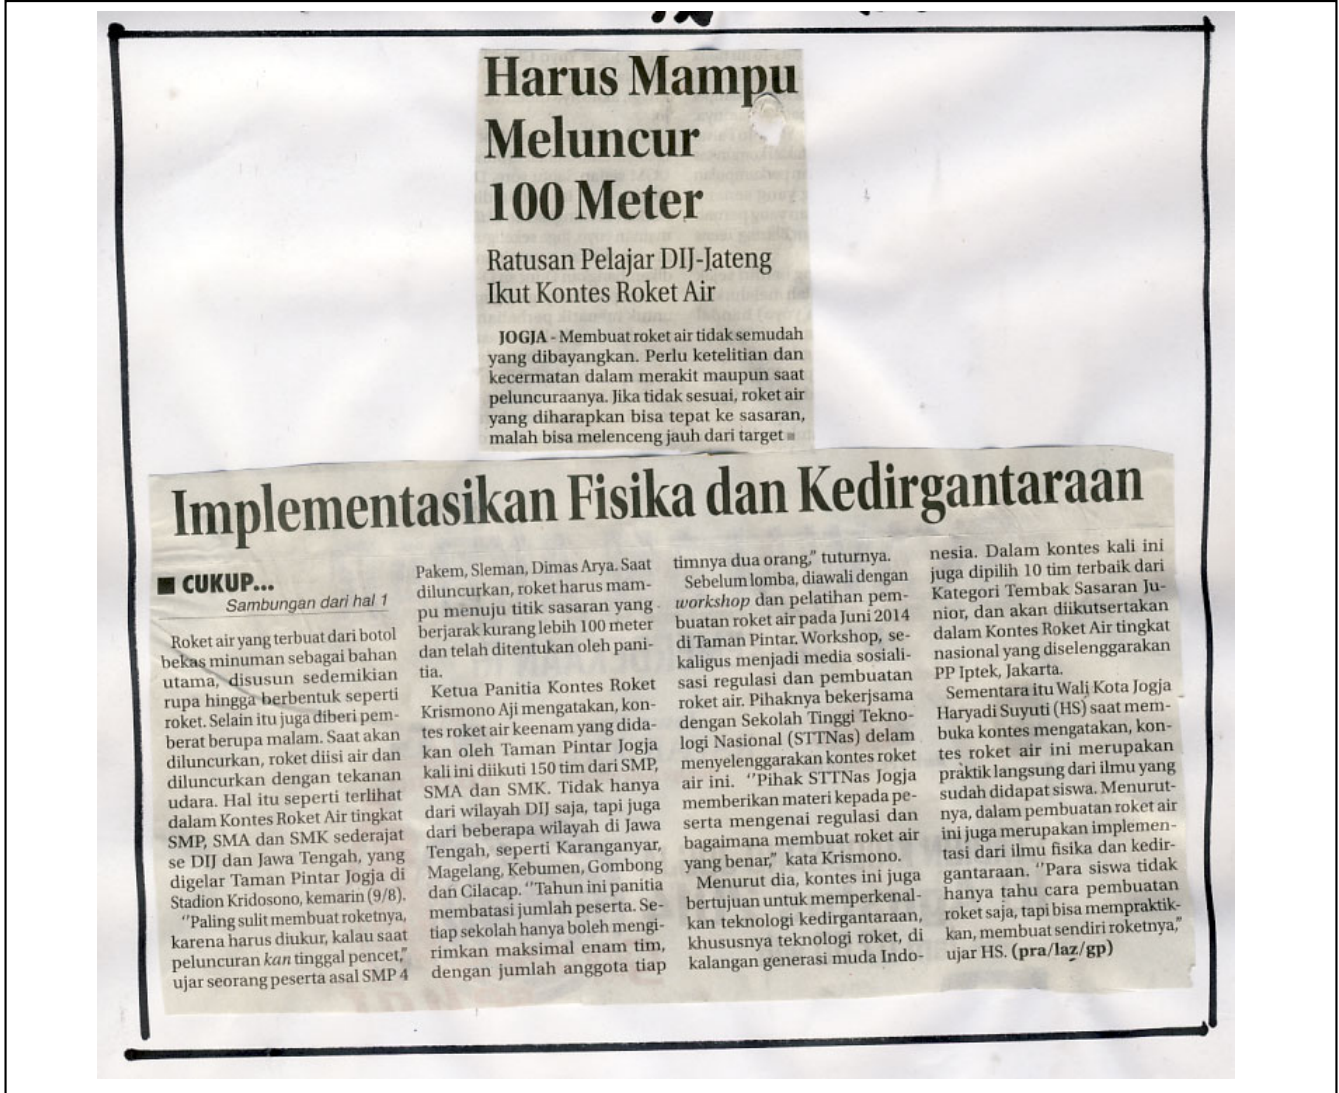 Harus Mampu
Meluncur
100 Meter
Ratusan Pelajar DIJ-Jateng
Ikut Kontes Roket Air
JOGJA - Membuat roket air tidak semudah
yang dibayangkan. Perlu ketelitian dan
kecermatan dalam merakit maupun saat
peluncuraanya. Jika tidak sesuai, roket air
yang diharapkan bisa tepat ke sasaran,
malah bisa melenceng jauh dari target
Implementasikan Fisika dan Kedirgantaraan
■ CUKUP...
Sambungan dari hal 1
Roket air yang terbuat dari botol
bekas minuman sebagai bahan
utama, disusun sedemikian
rupa hingga berbentuk seperti
roket. Selain itu juga diberi pem-
berat berupa malam. Saat akan
diluncurkan, roket diisi air dan
diluncurkan dengan tekanan
udara. Hal itu seperti terlihat
dalam Kontes Roket Air tingkat
SMP, SMA dan SMK sederajat
se DIJ dan Jawa Tengah, yang
digelar Taman Pintar Jogja di
Stadion Kridosono, kemarin (9/8).
"Paling sulit membuat roketnya,
karena harus diukur, kalau saat
peluncuran kan tinggal pencet,"
ujar seorang peserta asal SMP 4
Pakem, Sleman, Dimas Arya. Saat
diluncurkan, roket harus mam-
pu menuju titik sasaran yang
berjarak kurang lebih 100 meter
dan telah ditentukan oleh pani-
tia.
Ketua Panitia Kontes Roket
Krismono Aji mengatakan, kon-
tes roket air keenam yang dida-
kan oleh Taman Pintar Jogja
kali ini diikuti 150 tim dari SMP,
SMA dan SMK. Tidak hanya
dari wilayah DIJ saja, tapi juga
dari beberapa wilayah di Jawa
Tengah, seperti Karanganyar,
Magelang, Kebumen, Gombong
dan Cilacap. "Tahun ini panitia
membatasi jumlah peserta. Se-
tiap sekolah hanya boleh mengi-
rimkan maksimal enam tim,
dengan jumlah anggota tiap
timnya dua orang," tuturnya.
Sebelum lomba, diawali dengan
workshop dan pelatihan pem-
buatan roket air pada Juni 2014
di Taman Pintar. Workshop, se-
kaligus menjadi media sosiali-
sasi regulasi dan pembuatan
roket air. Pihaknya bekerjsama
dengan Sekolah Tinggi Tekno-
logi Nasional (STTNas) delam
menyelenggarakan kontes roket
air ini. "Pihak STTNas Jogja
memberikan materi kepada pe-
serta mengenai regulasi dan
bagaimana membuat roket air
yang benar," kata Krismono.
Menurut dia, kontes ini juga
bertujuan untuk memperkenal-
kan teknologi kedirgantaraan,
khususnya teknologi roket, di
kalangan generasi muda Indo-
nesia. Dalam kontes kali ini
juga dipilih 10 tim terbaik dari
Kategori Tembak Sasaran Ju-
nior, dan akan diikutsertakan
dalam Kontes Roket Air tingkat
nasional yang diselenggarakan
PP Iptek, Jakarta.
Sementara itu Wali Kota Jogja
Haryadi Suyuti (HS) saat mem-
buka kontes mengatakan, kon-
tes roket air ini merupakan
praktik langsung dari ilmu yang
sudah didapat siswa. Menurut-
nya, dalam pembuatan roket air
ini juga merupakan implemen-
tasi dari ilmu fisika dan kedir-
gantaraan. "Para siswa tidak
hanya tahu cara pembuatan
roket saja, tapi bisa mempraktik-
kan, membuat sendiri roketnya,"
ujar HS. (pra/laz/gp)